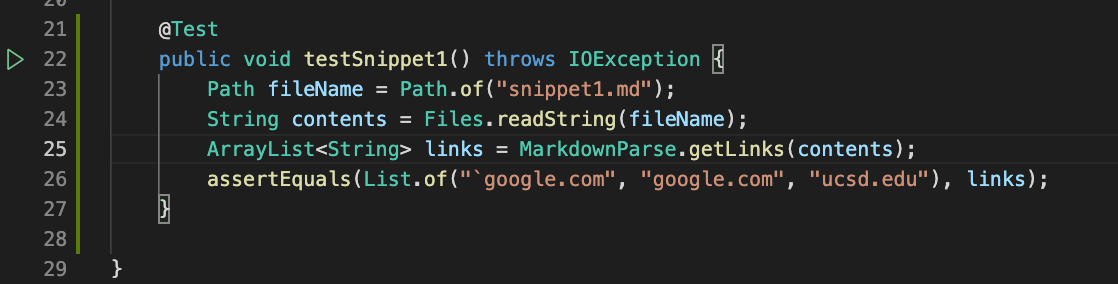 20
21 @Test
22 public void testSnippet1() throws IOException {
23 Path fileName = Path.of("snippet1.md");
24 String contents = Files.readString(fileName);
25 ArrayList<String> links = MarkdownParse.getLinks(contents);
26 assertEquals(List.of("`google.com", "google.com", "ucsd.edu"), links);
27 }
28
29 }